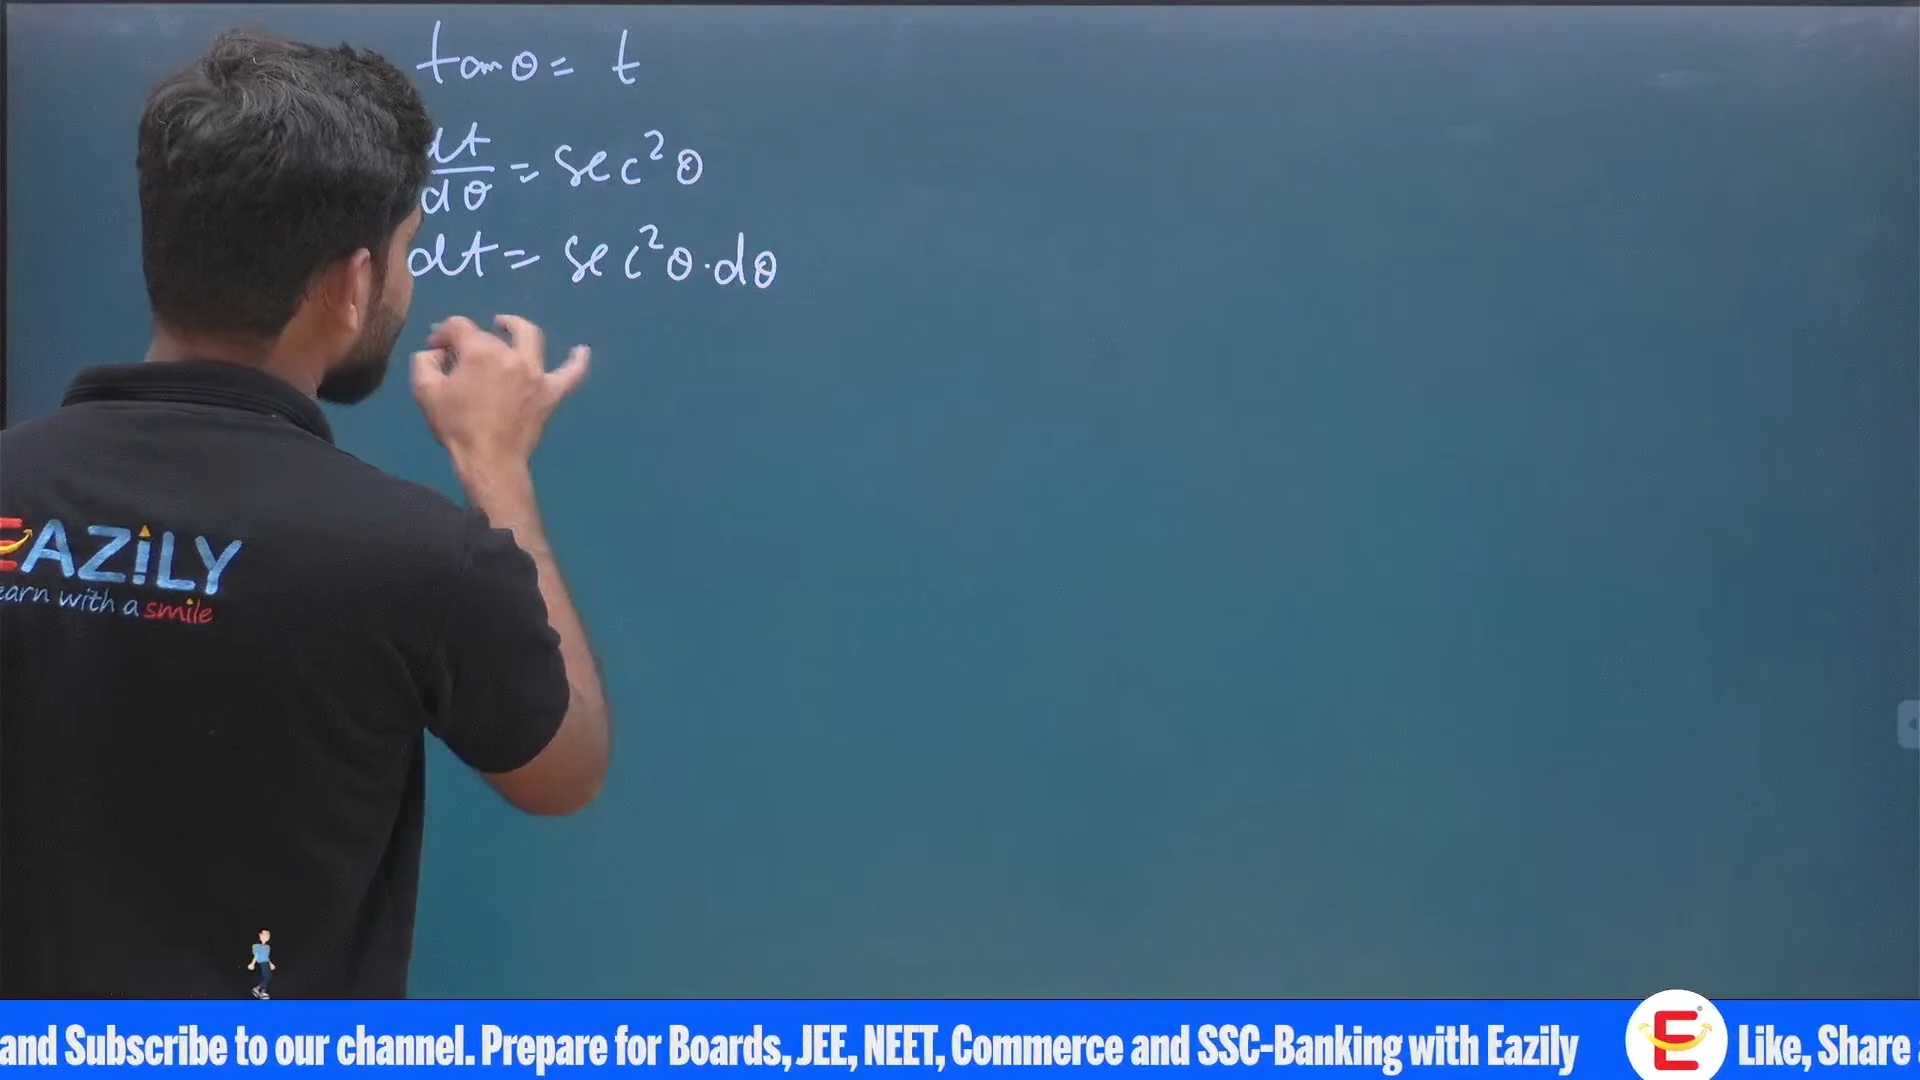 tan θ = t
dt/dθ = sec²θ
dt = sec²θ·dθ
EAZiLY
earn with a smile
and Subscribe to our channel. Prepare for Boards, JEE, NEET, Commerce and SSC-Banking with Eazily
E
Like, Share